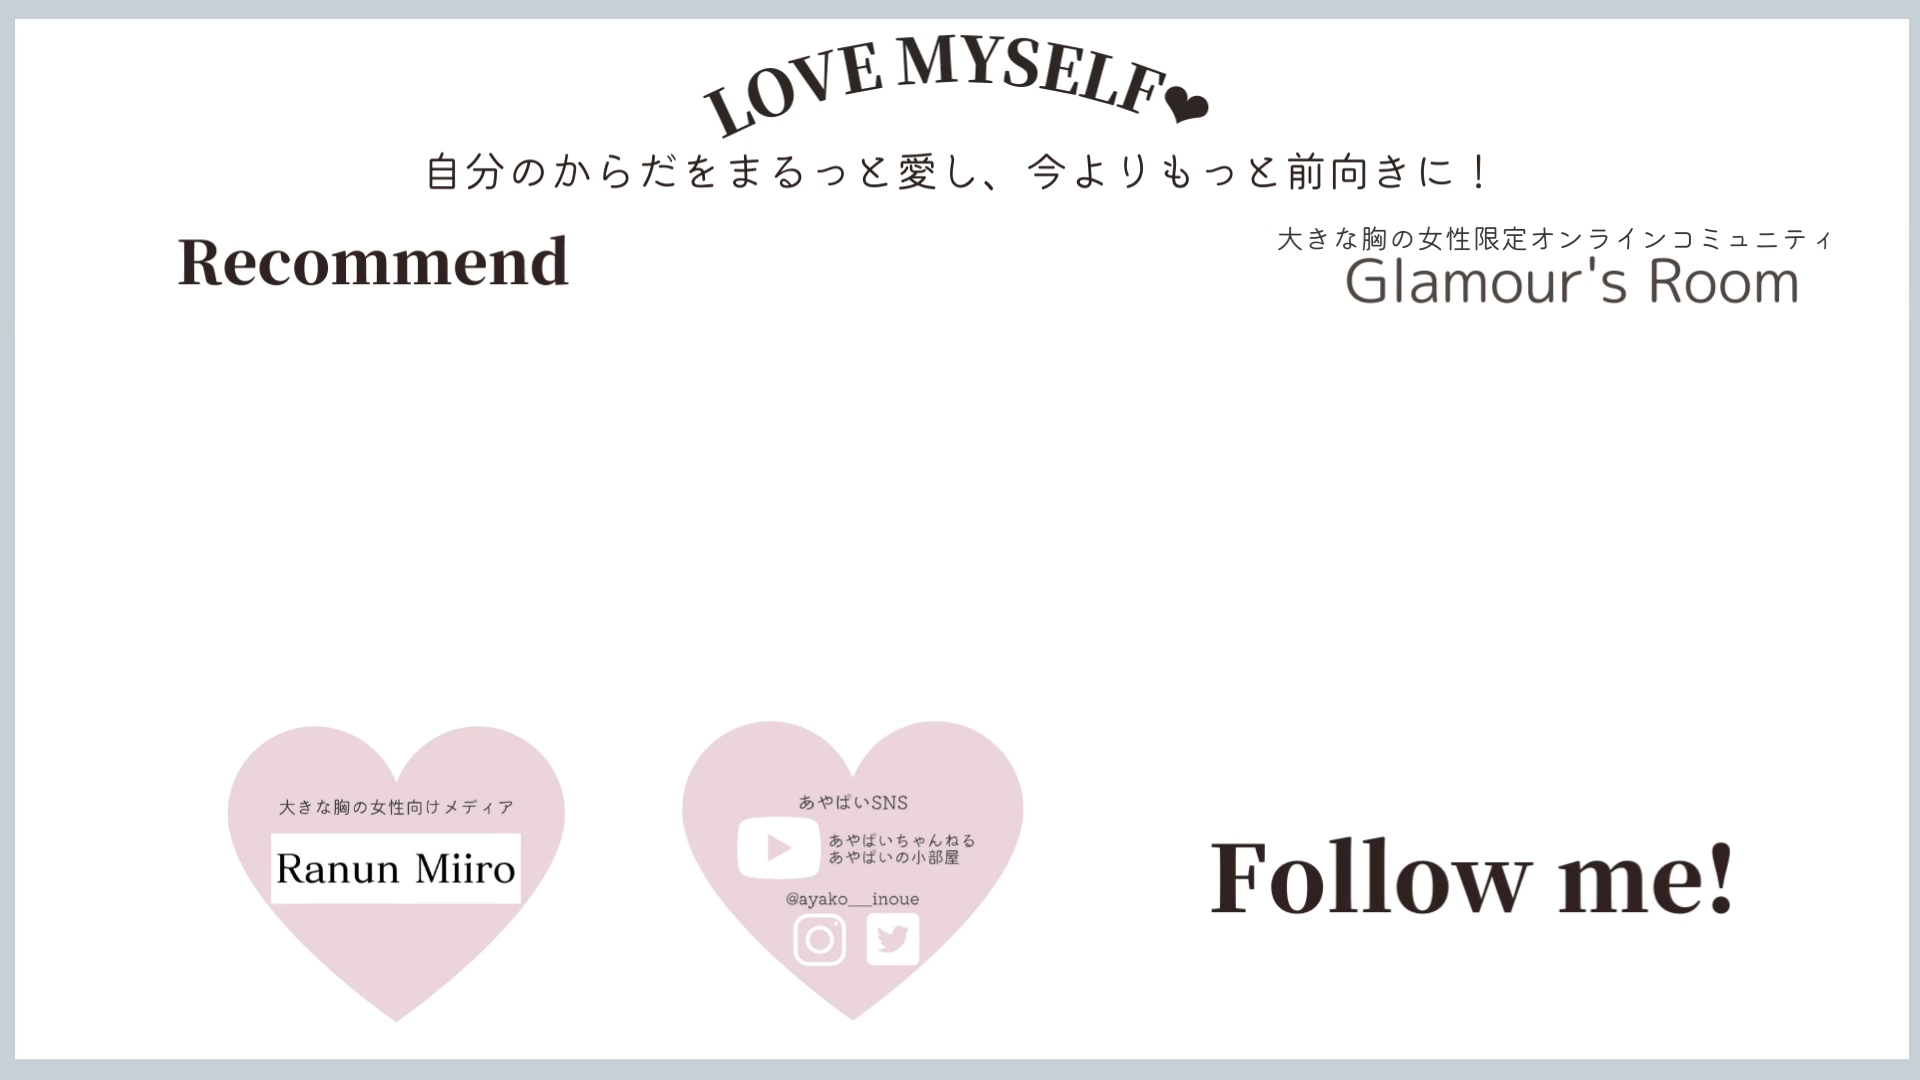 LOVE MYSELF❤
自分のからだをまるっと愛し、今よりもっと前向きに！
Recommend
大きな胸の女性限定オンラインコミュニティ
Glamour's Room
大きな胸の女性向けメディア
Ranun Miiro
あやぱいSNS
あやぱいちゃんねる
あやぱいの小部屋
@ayako___inoue
Follow me!